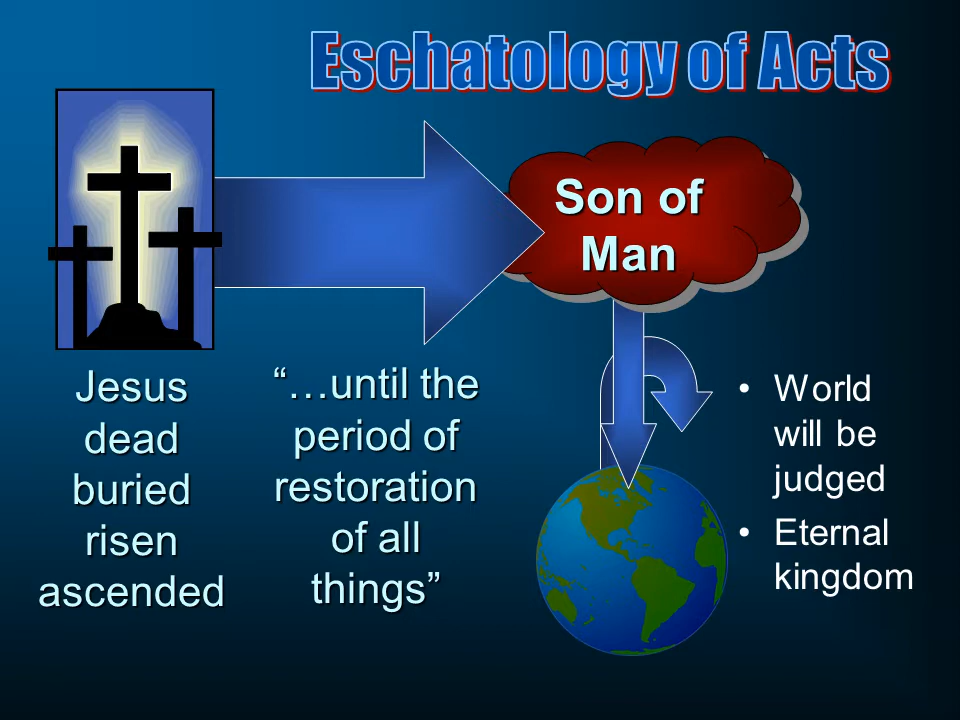 Eschatology of Acts
Son of
Man
Jesus
dead
buried
risen
ascended
“…until the
period of
restoration
of all
things”
• World
will be
judged
• Eternal
kingdom